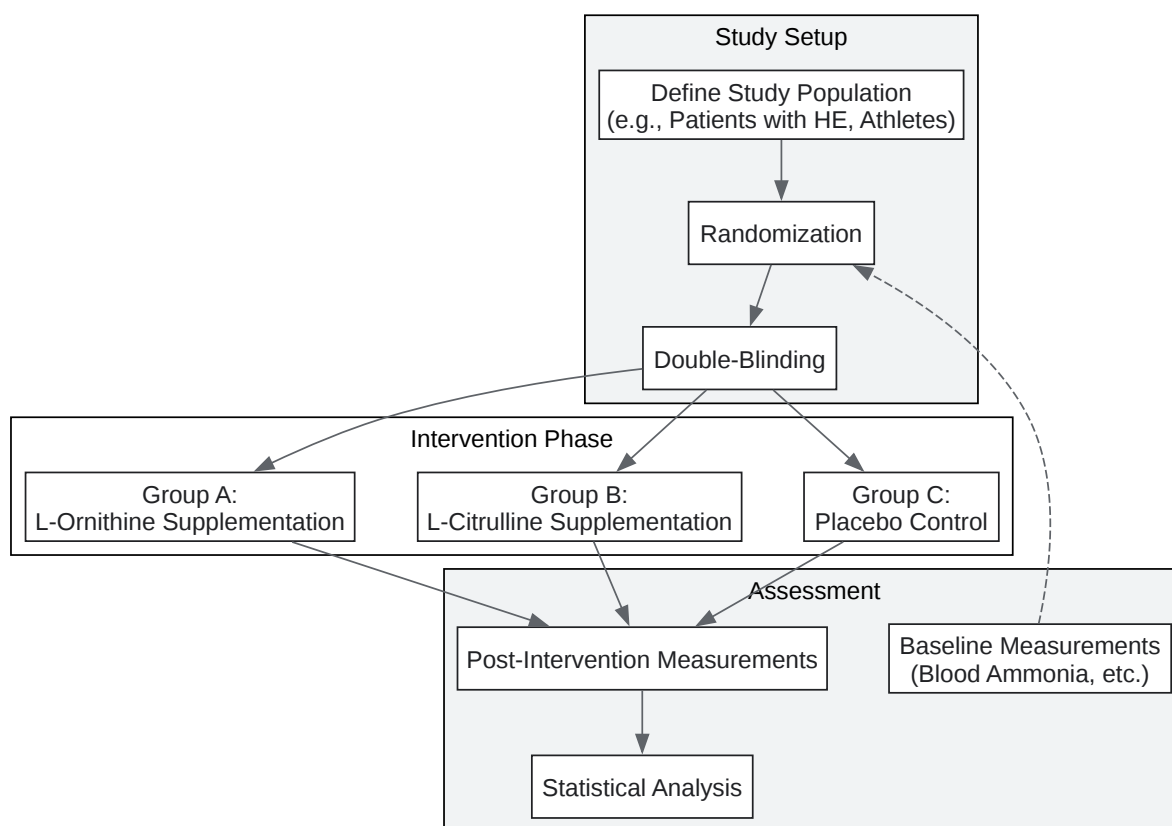 Study Setup
Define Study Population
(e.g., Patients with HE, Athletes)
Randomization
Double-Blinding
Intervention Phase
Group A:
L-Ornithine Supplementation
Group B:
L-Citrulline Supplementation
Group C:
Placebo Control
Assessment
Post-Intervention Measurements
Baseline Measurements
(Blood Ammonia, etc.)
Statistical Analysis